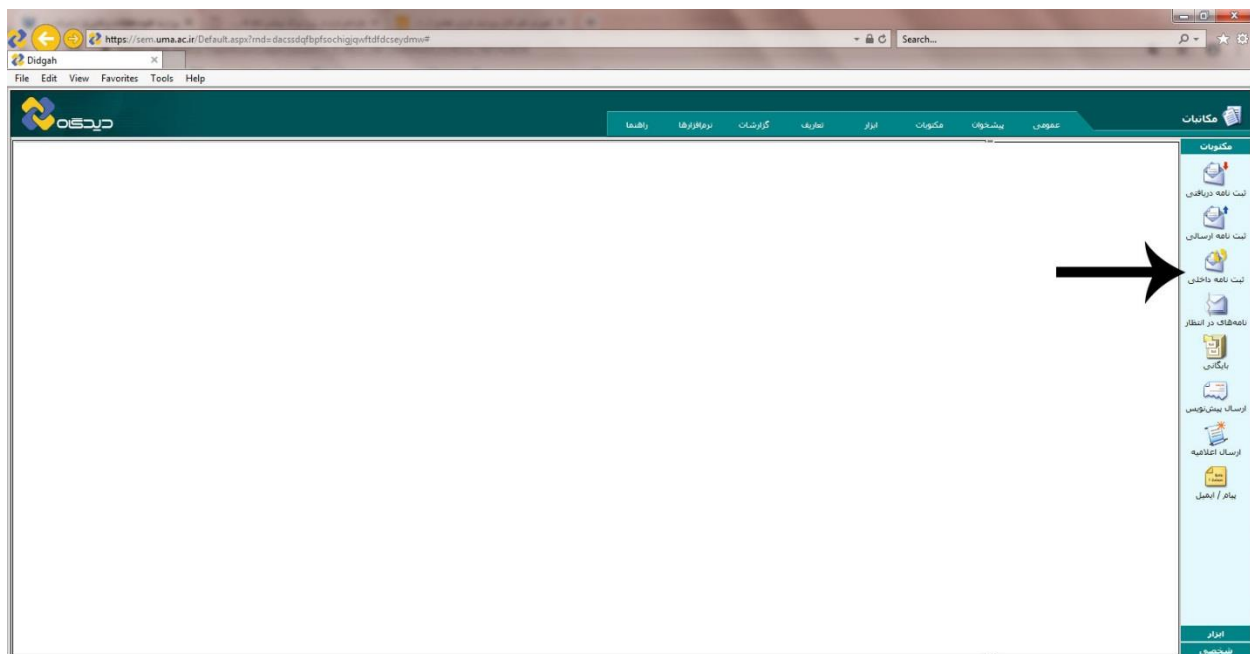 https://sem.uma.ac.ir/Default.aspx?rnd=dacssdqfbpfsochigjqwftdfdcseydmw#
Search...
Didgah
File Edit View Favorites Tools Help
دیدگاه
عمومی پیشخوان مکتوبات ابزار تعاریف گزارشات نرم‌افزارها راهنما
مکاتبات
مکتوبات
ثبت نامه دریافتی
ثبت نامه ارسالی
ثبت نامه داخلی
نامه‌های در انتظار
بایگانی
ارسال پیش‌نویس
ارسال اعلامیه
پیام / ایمیل
ابزار
شخصی